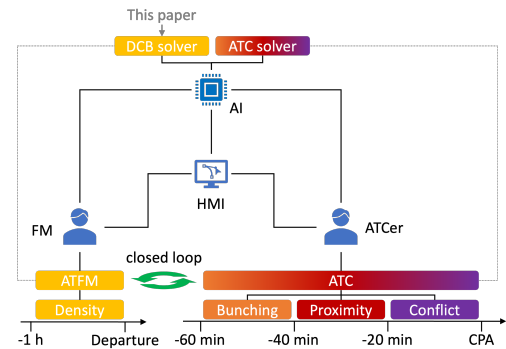 This paper
DCB solver
ATC solver
AI
HMI
FM
ATCer
closed loop
ATFM
ATC
Density
Bunching
Proximity
Conflict
-1 h
Departure
-60 min
-40 min
-20 min
CPA